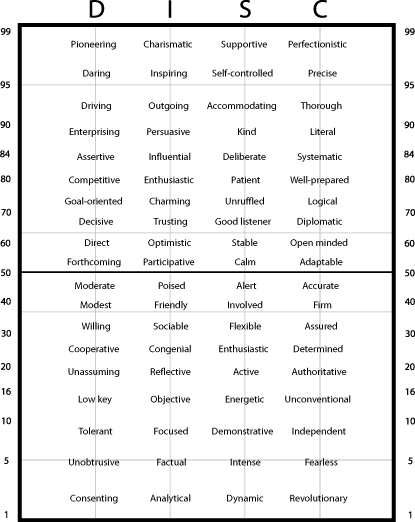 D I S C
99 Pioneering Charismatic Supportive Perfectionistic 99
Daring Inspiring Self-controlled Precise
95 95
Driving Outgoing Accommodating Thorough
90 Enterprising Persuasive Kind Literal 90
84 Assertive Influential Deliberate Systematic 84
80 Competitive Enthusiastic Patient Well-prepared 80
Goal-oriented Charming Unruffled Logical
70 Decisive Trusting Good listener Diplomatic 70
60 Direct Optimistic Stable Open minded 60
Forthcoming Participative Calm Adaptable
50 50
Moderate Poised Alert Accurate
40 Modest Friendly Involved Firm 40
30 Willing Sociable Flexible Assured 30
Cooperative Congenial Enthusiastic Determined
20 Unassuming Reflective Active Authoritative 20
16 Low key Objective Energetic Unconventional 16
10 Tolerant Focused Demonstrative Independent 10
5 Unobtrusive Factual Intense Fearless 5
Consenting Analytical Dynamic Revolutionary
1 1